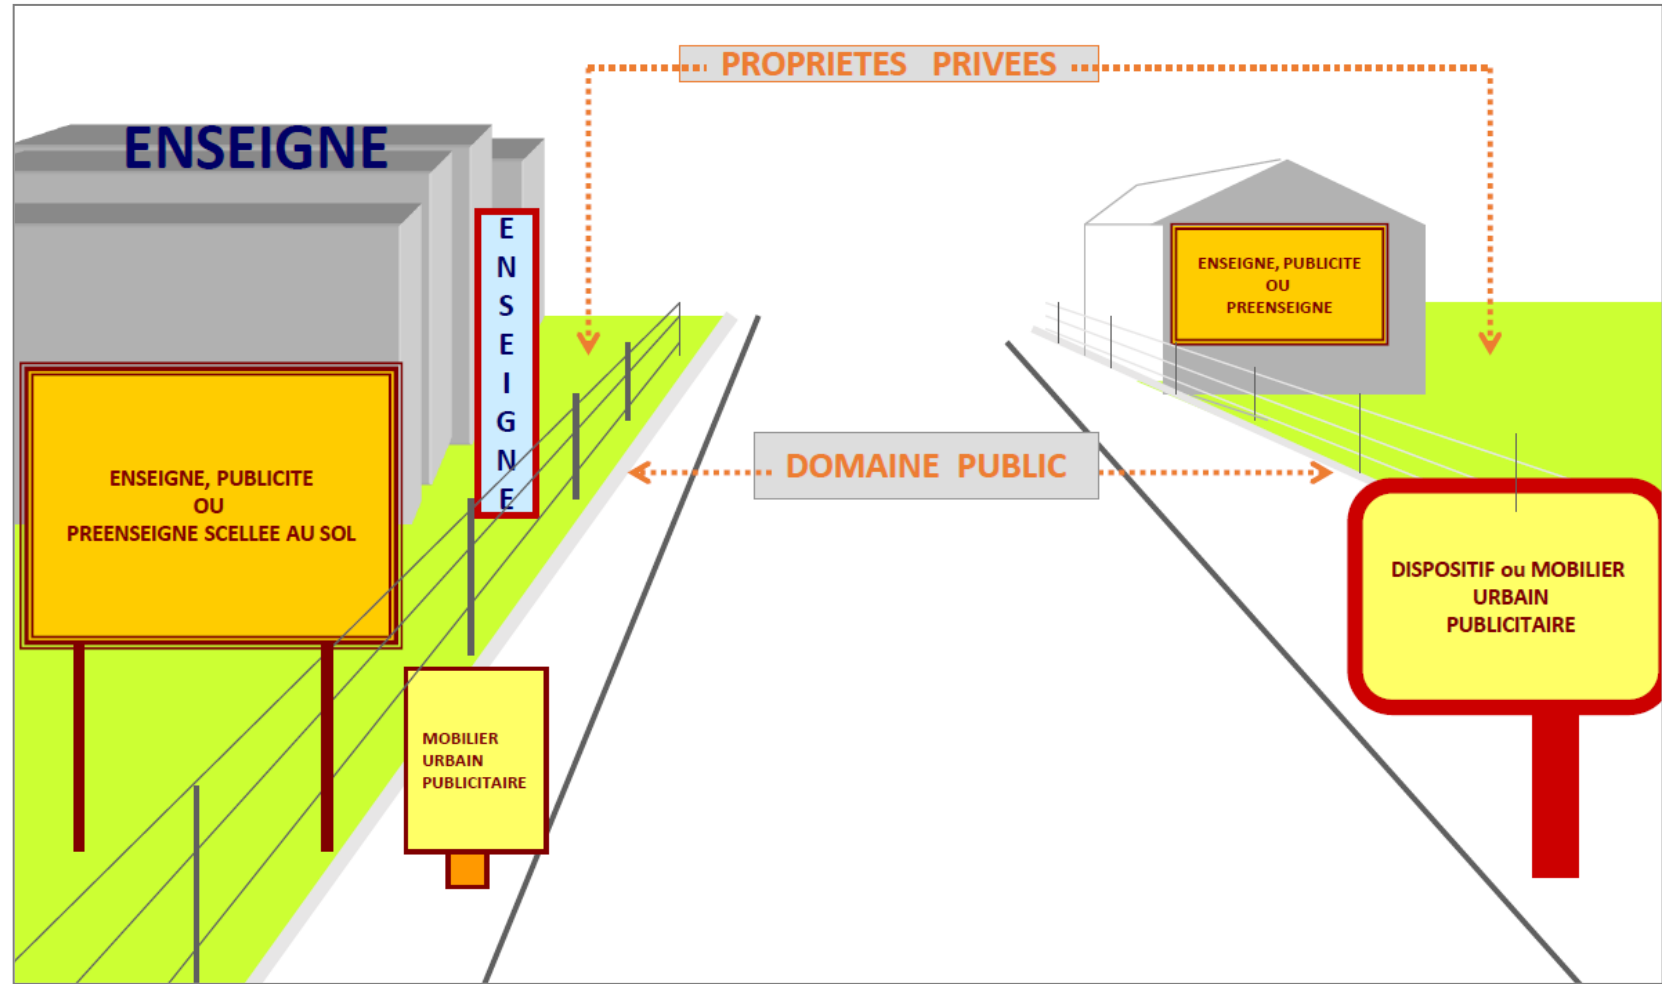 PROPRIETES PRIVEES
ENSEIGNE
E
N
S
E
I
G
N
E
ENSEIGNE, PUBLICITE
OU
PREENSEIGNE
DOMAINE PUBLIC
ENSEIGNE, PUBLICITE
OU
PREENSEIGNE SCELLEE AU SOL
DISPOSITIF ou MOBILIER
URBAIN
PUBLICITAIRE
MOBILIER
URBAIN
PUBLICITAIRE